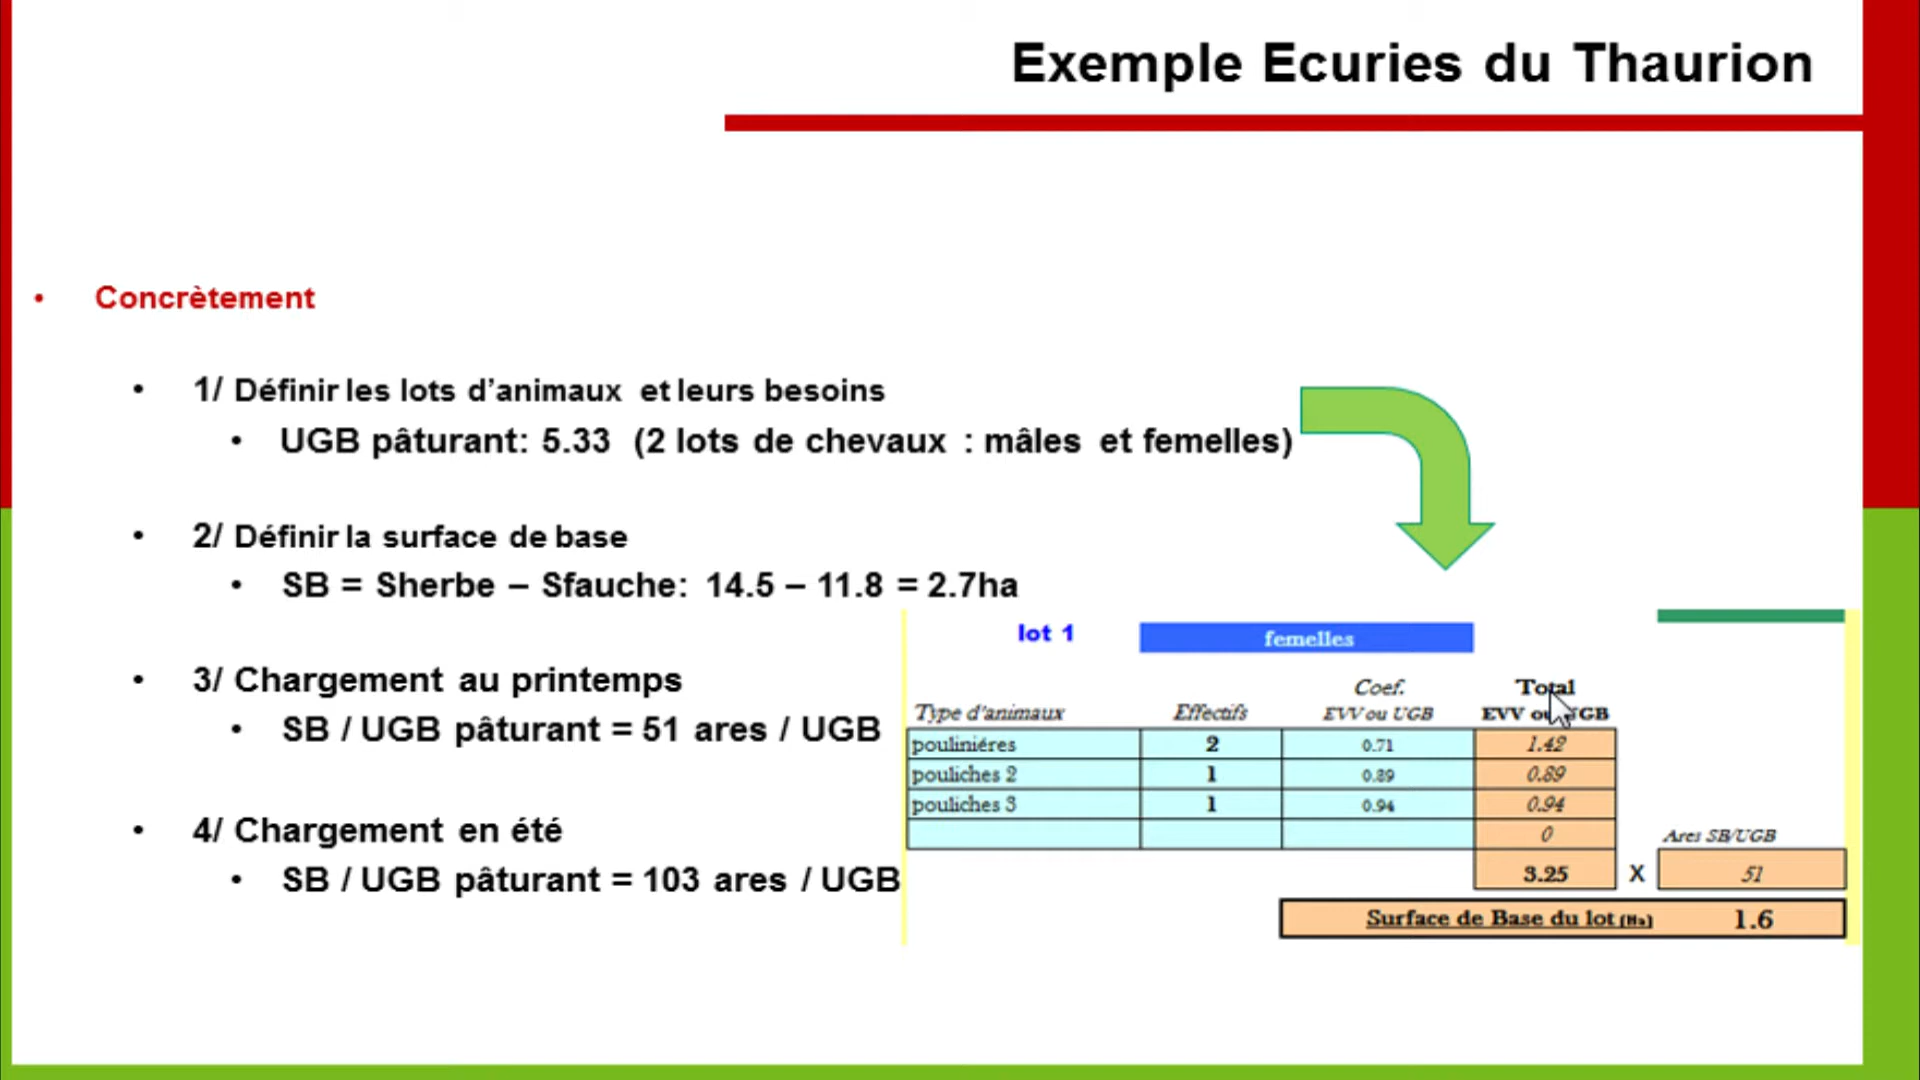 Exemple Ecuries du Thaurion
• Concrètement
• 1/ Définir les lots d’animaux et leurs besoins
• UGB pâturant: 5.33 (2 lots de chevaux : mâles et femelles)
• 2/ Définir la surface de base
• SB = Sherbe – Sfauche: 14.5 – 11.8 = 2.7ha
• 3/ Chargement au printemps
• SB / UGB pâturant = 51 ares / UGB
• 4/ Chargement en été
• SB / UGB pâturant = 103 ares / UGB
lot 1 femelles
Coef. Total
Type d'animaux Effectifs EVV ou UGB EVV ou UGB
pouliniéres 2 0.71 1.42
pouliches 2 1 0.89 0.89
pouliches 3 1 0.94 0.94
0 Ares SB/UGB
3.25 X 51
Surface de Base du lot (Ha) 1.6